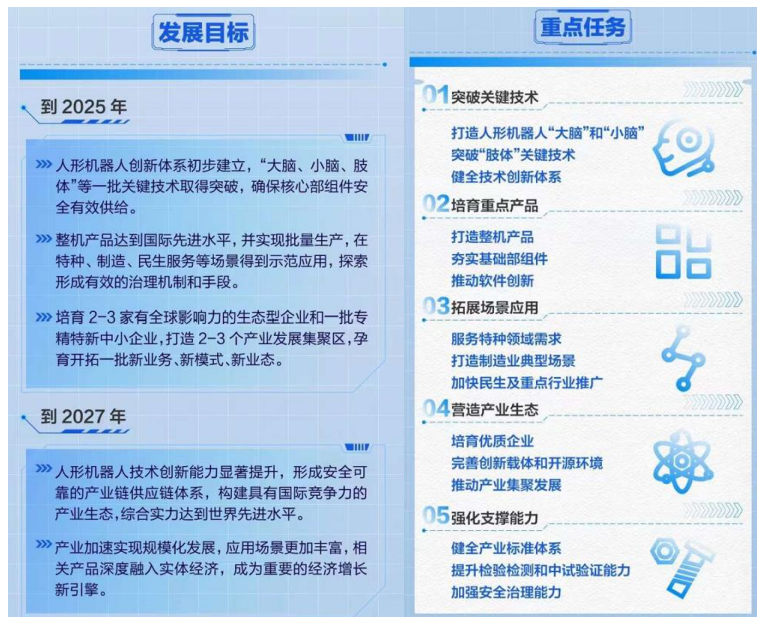 发展目标
到 2025 年
人形机器人创新体系初步建立，“大脑、小脑、肢
体”等一批关键技术取得突破，确保核心部组件安
全有效供给。
整机产品达到国际先进水平，并实现批量生产，在
特种、制造、民生服务等场景得到示范应用，探索
形成有效的治理机制和手段。
培育 2-3 家有全球影响力的生态型企业和一批专
精特新中小企业，打造 2-3 个产业发展集聚区，孕
育开拓一批新业务、新模式、新业态。
到 2027 年
人形机器人技术创新能力显著提升，形成安全可
靠的产业链供应链体系，构建具有国际竞争力的
产业生态，综合实力达到世界先进水平。
产业加速实现规模化发展，应用场景更加丰富，相
关产品深度融入实体经济，成为重要的经济增长
新引擎。
重点任务
01 突破关键技术
打造人形机器人“大脑”和“小脑”
突破“肢体”关键技术
健全技术创新体系
02 培育重点产品
打造整机产品
夯实基础部组件
推动软件创新
03 拓展场景应用
服务特种领域需求
打造制造业典型场景
加快民生及重点行业推广
04 营造产业生态
培育优质企业
完善创新载体和开源环境
推动产业集聚发展
05 强化支撑能力
健全产业标准体系
提升检验检测和中试验证能力
加强安全治理能力